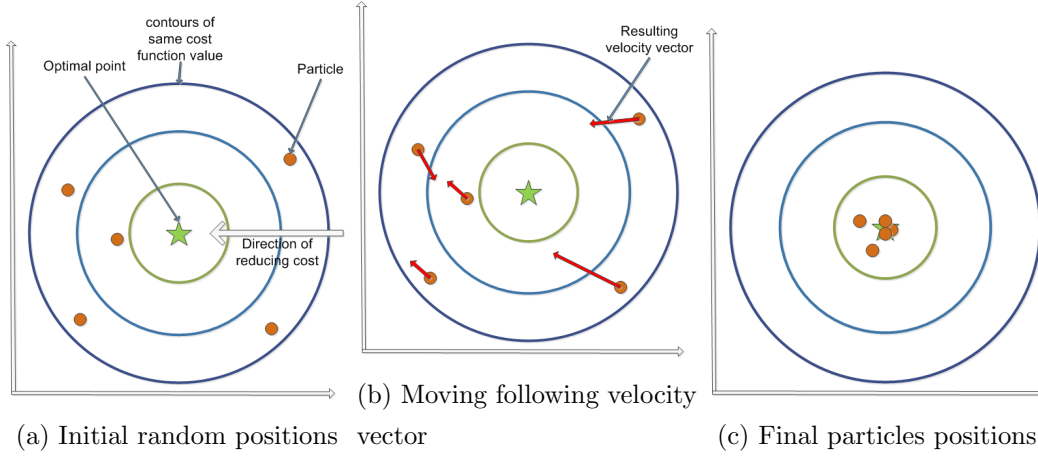 contours of
same cost
function value
Optimal point
Particle
Direction of
reducing cost
(a) Initial random positions
Resulting
velocity vector
(b) Moving following velocity
vector
(c) Final particles positions